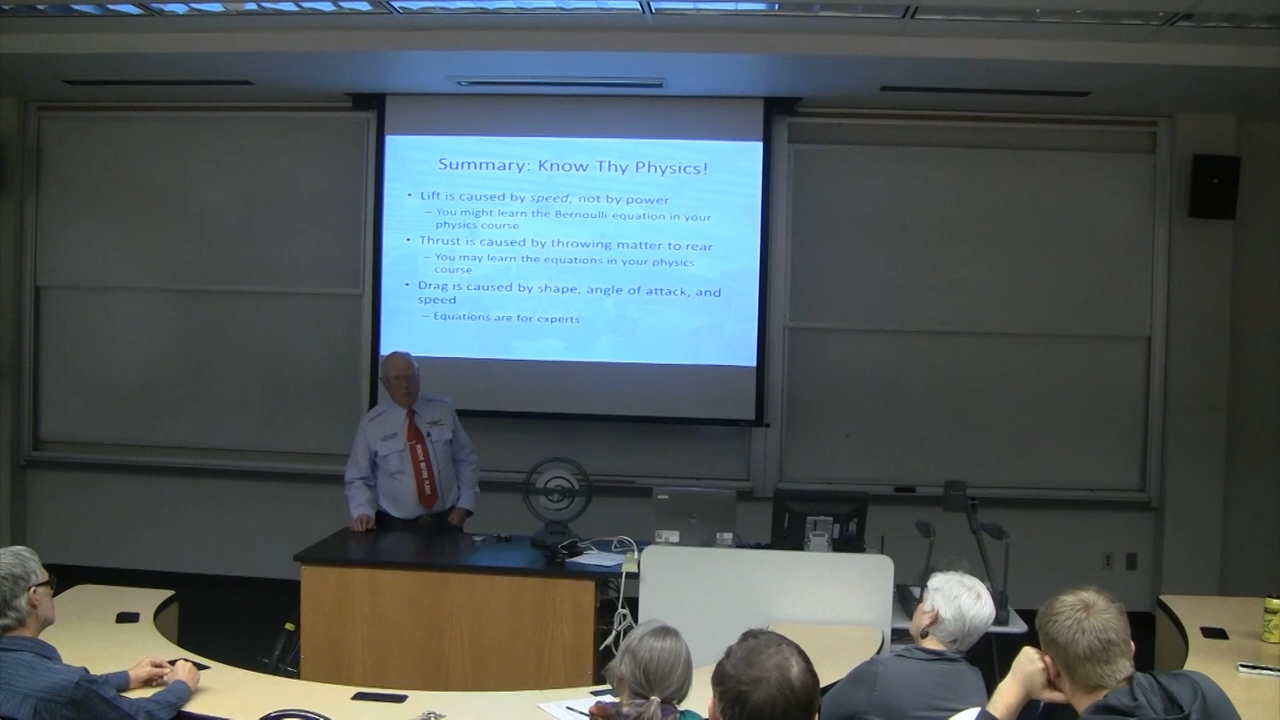 Summary: Know Thy Physics!
• Lift is caused by speed, not by power
– You might learn the Bernoulli equation in your
physics course
• Thrust is caused by throwing matter to rear
– You may learn the equations in your physics
course
• Drag is caused by shape, angle of attack, and
speed
– Equations are for experts